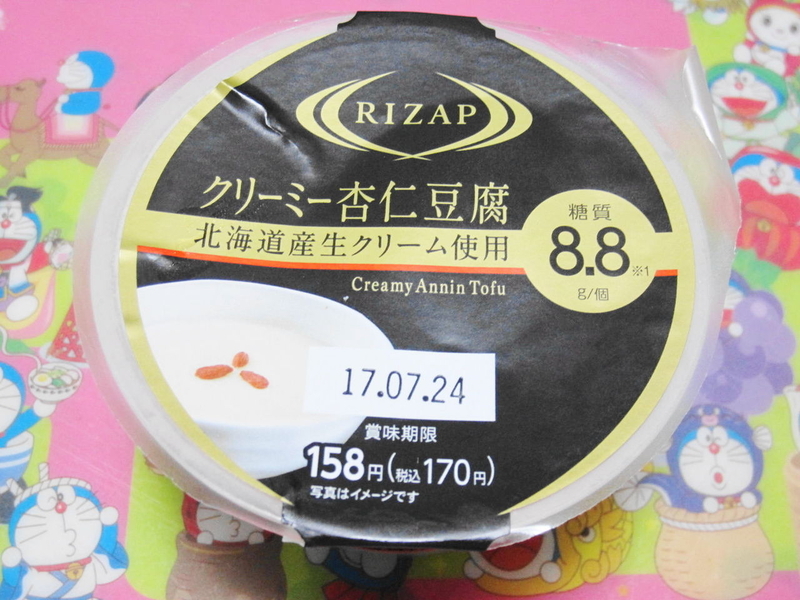 RIZAP
クリーミー杏仁豆腐
北海道産生クリーム使用
Creamy Annin Tofu
糖質
8.8※1
g/個
17.07.24
賞味期限
158円(税込170円)
写真はイメージです